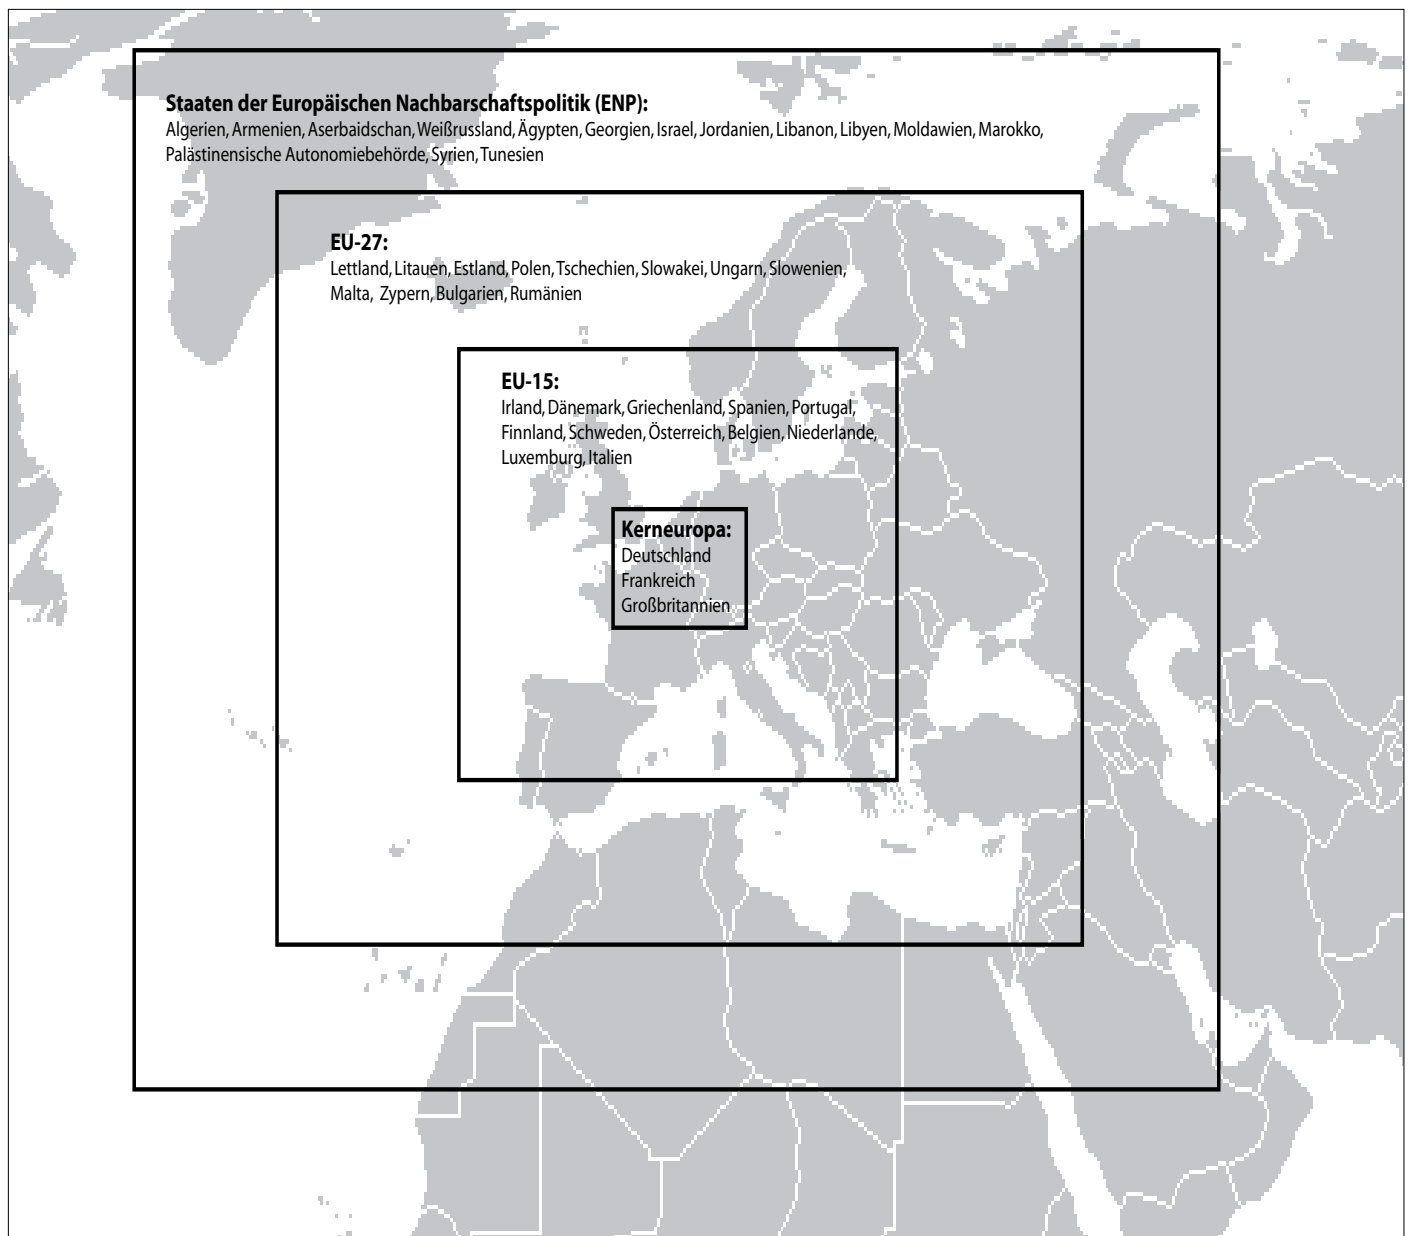 Staaten der Europäischen Nachbarschaftspolitik (ENP):
Algerien, Armenien, Aserbaidschan, Weißrussland, Ägypten, Georgien, Israel, Jordanien, Libanon, Libyen, Moldawien, Marokko,
Palästinensische Autonomiebehörde, Syrien, Tunesien
EU-27:
Lettland, Litauen, Estland, Polen, Tschechien, Slowakei, Ungarn, Slowenien,
Malta, Zypern, Bulgarien, Rumänien
EU-15:
Irland, Dänemark, Griechenland, Spanien, Portugal,
Finnland, Schweden, Österreich, Belgien, Niederlande,
Luxemburg, Italien
Kerneuropa:
Deutschland
Frankreich
Großbritannien